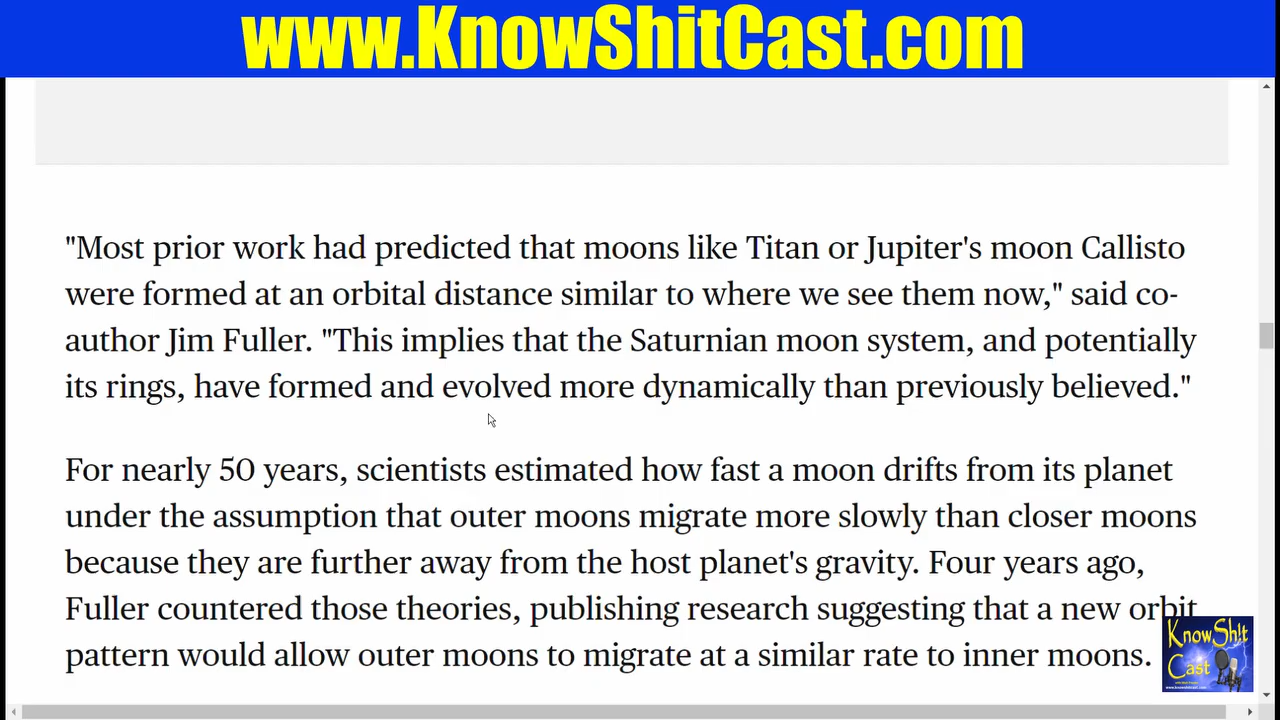 www.KnowShitCast.com
"Most prior work had predicted that moons like Titan or Jupiter's moon Callisto
were formed at an orbital distance similar to where we see them now," said co-
author Jim Fuller. "This implies that the Saturnian moon system, and potentially
its rings, have formed and evolved more dynamically than previously believed."
For nearly 50 years, scientists estimated how fast a moon drifts from its planet
under the assumption that outer moons migrate more slowly than closer moons
because they are further away from the host planet's gravity. Four years ago,
Fuller countered those theories, publishing research suggesting that a new orbit
pattern would allow outer moons to migrate at a similar rate to inner moons.
KnowSh!t
Cast
www.knowshitcast.com